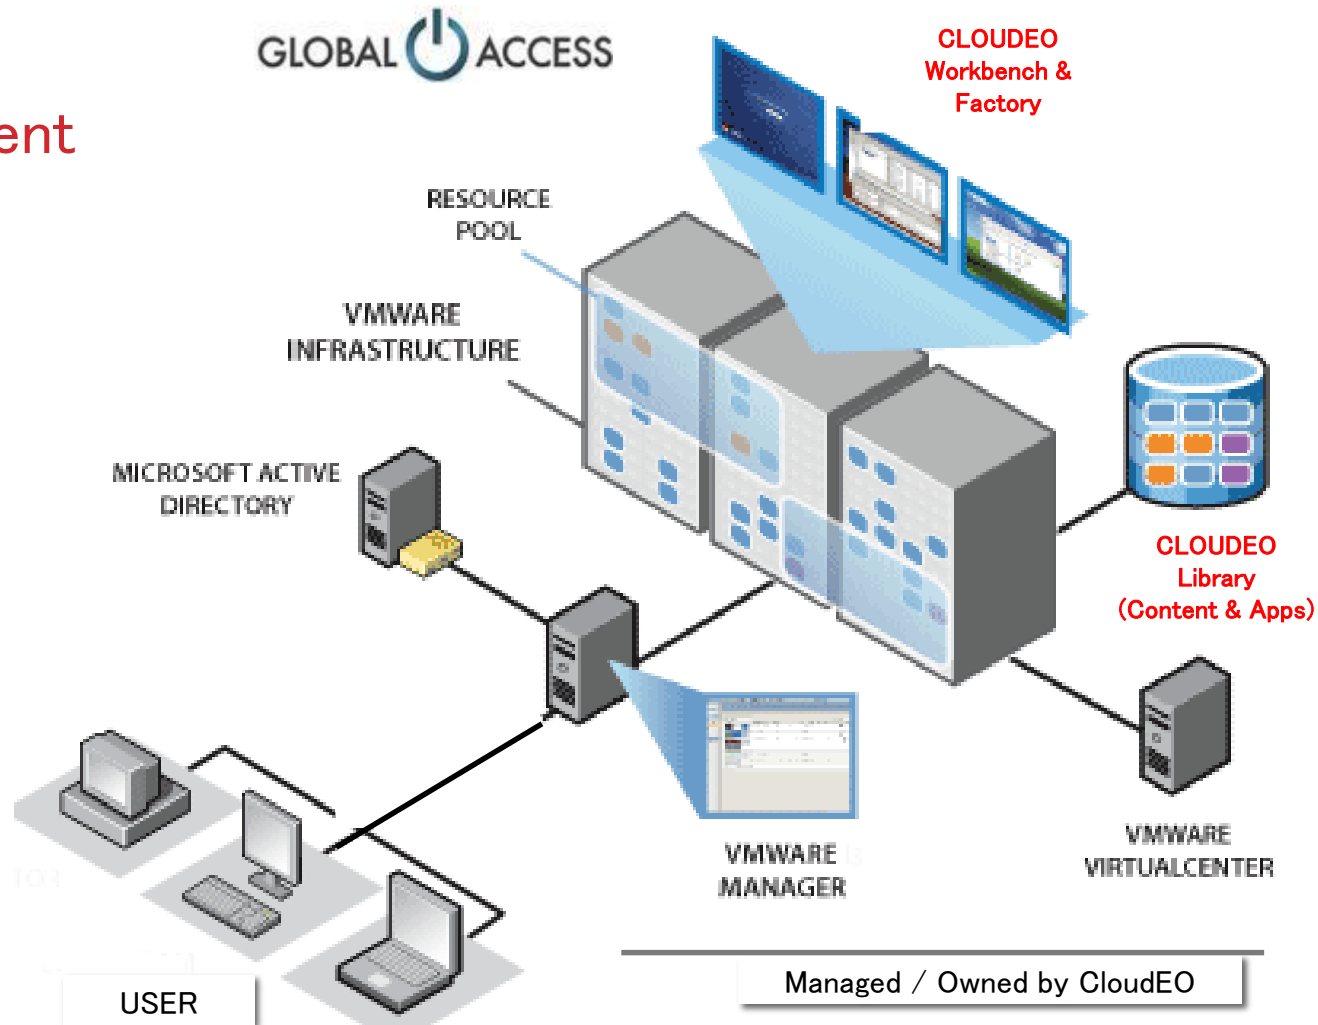 GLOBAL ACCESS
CLOUDEO
Workbench &
Factory
ent
RESOURCE
POOL
VMWARE
INFRASTRUCTURE
MICROSOFT ACTIVE
DIRECTORY
CLOUDEO
Library
(Content & Apps)
VMWARE
MANAGER
VMWARE
VIRTUALCENTER
USER
Managed / Owned by CloudEO